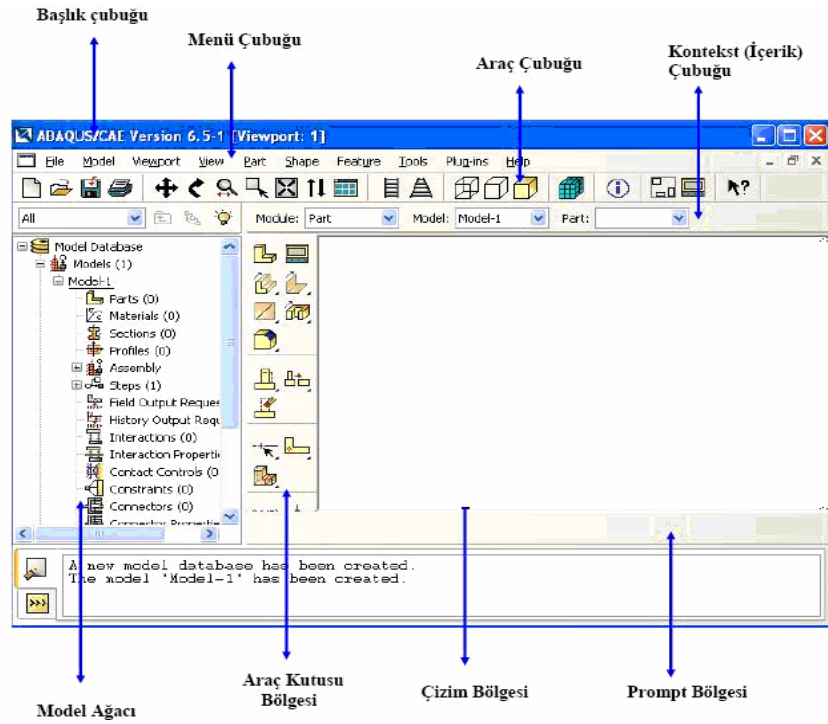 Başlık çubuğu
Menü Çubuğu
Araç Çubuğu
Kontekst (İçerik)
Çubuğu
ABAQUS/CAE Version 6.5-1 [Viewport: 1]
File Model Viewport View Part Shape Feature Tools Plug-ins Help
All Module: Part Model: Model-1 Part:
Model Database
Models (1)
Model-1
Parts (0)
Materials (0)
Sections (0)
Profiles (0)
Assembly
Steps (1)
Field Output Reques
History Output Requ
Interactions (0)
Interaction Properti
Contact Controls (0
Constraints (0)
Connectors (0)
Connector Propertie
A new model database has been created.
The model "Model-1" has been created.
>>>
Araç Kutusu
Bölgesi
Çizim Bölgesi
Prompt Bölgesi
Model Ağacı